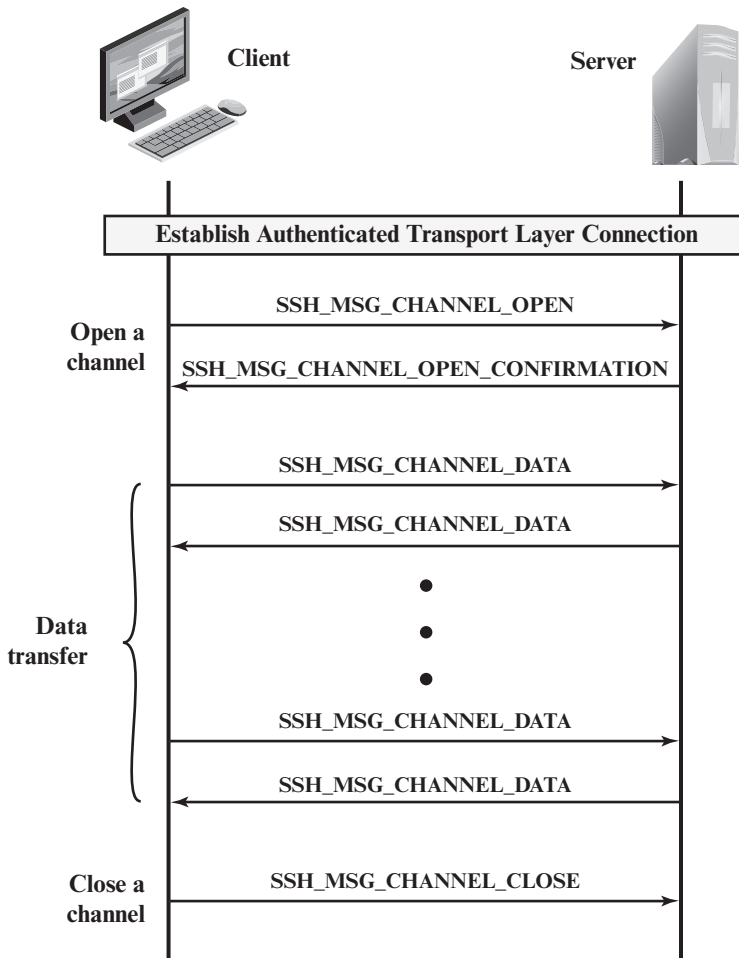 Client
Server
Establish Authenticated Transport Layer Connection
Open a
channel
SSH_MSG_CHANNEL_OPEN
SSH_MSG_CHANNEL_OPEN_CONFIRMATION
Data
transfer
SSH_MSG_CHANNEL_DATA
SSH_MSG_CHANNEL_DATA
SSH_MSG_CHANNEL_DATA
SSH_MSG_CHANNEL_DATA
Close a
channel
SSH_MSG_CHANNEL_CLOSE